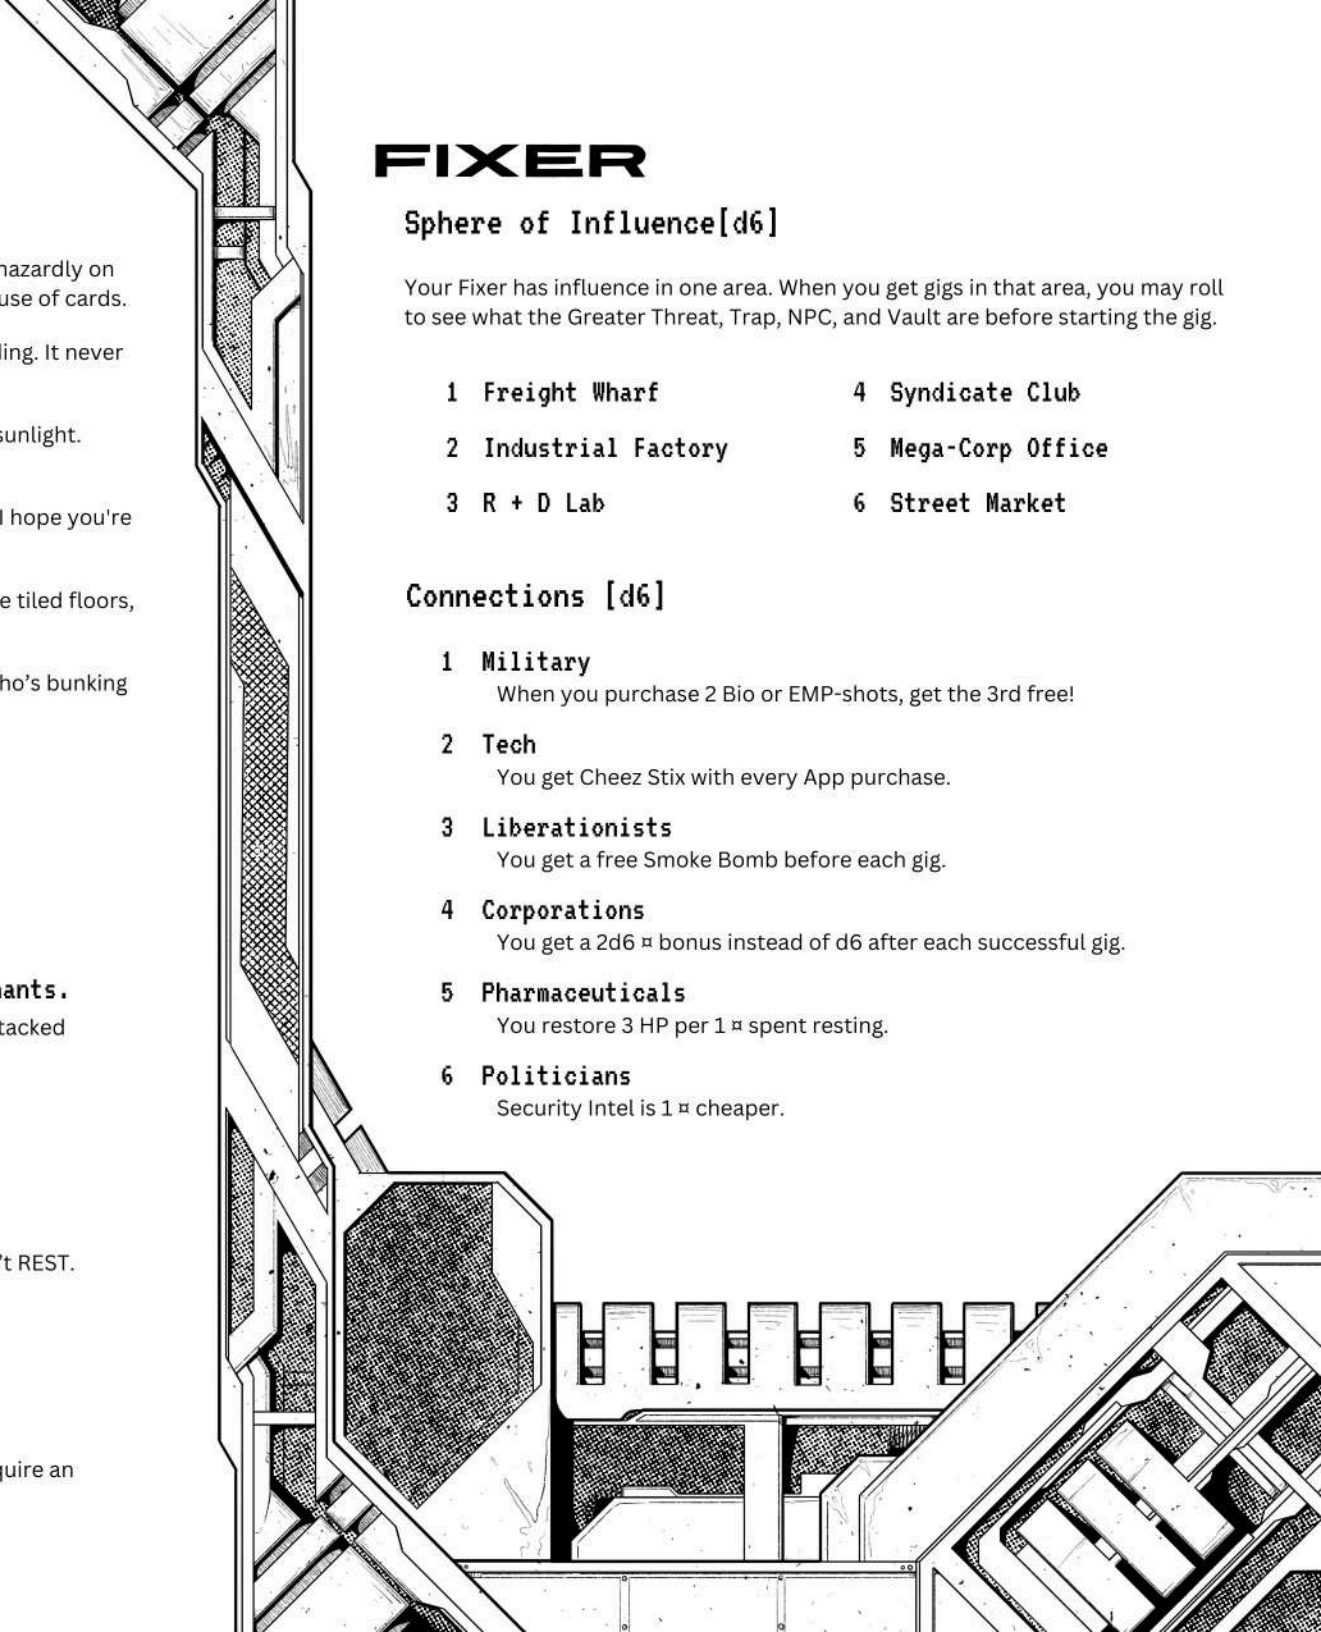 hazardly on
use of cards.
ling. It never
sunlight.
I hope you're
e tiled floors,
ho's bunking
nants.
tacked
't REST.
quire an
FIXER
Sphere of Influence[d6]
Your Fixer has influence in one area. When you get gigs in that area, you may roll
to see what the Greater Threat, Trap, NPC, and Vault are before starting the gig.
1 Freight Wharf
2 Industrial Factory
3 R + D Lab
4 Syndicate Club
5 Mega-Corp Office
6 Street Market
Connections [d6]
1 Military
When you purchase 2 Bio or EMP-shots, get the 3rd free!
2 Tech
You get Cheez Stix with every App purchase.
3 Liberationists
You get a free Smoke Bomb before each gig.
4 Corporations
You get a 2d6 ¤ bonus instead of d6 after each successful gig.
5 Pharmaceuticals
You restore 3 HP per 1 ¤ spent resting.
6 Politicians
Security Intel is 1 ¤ cheaper.